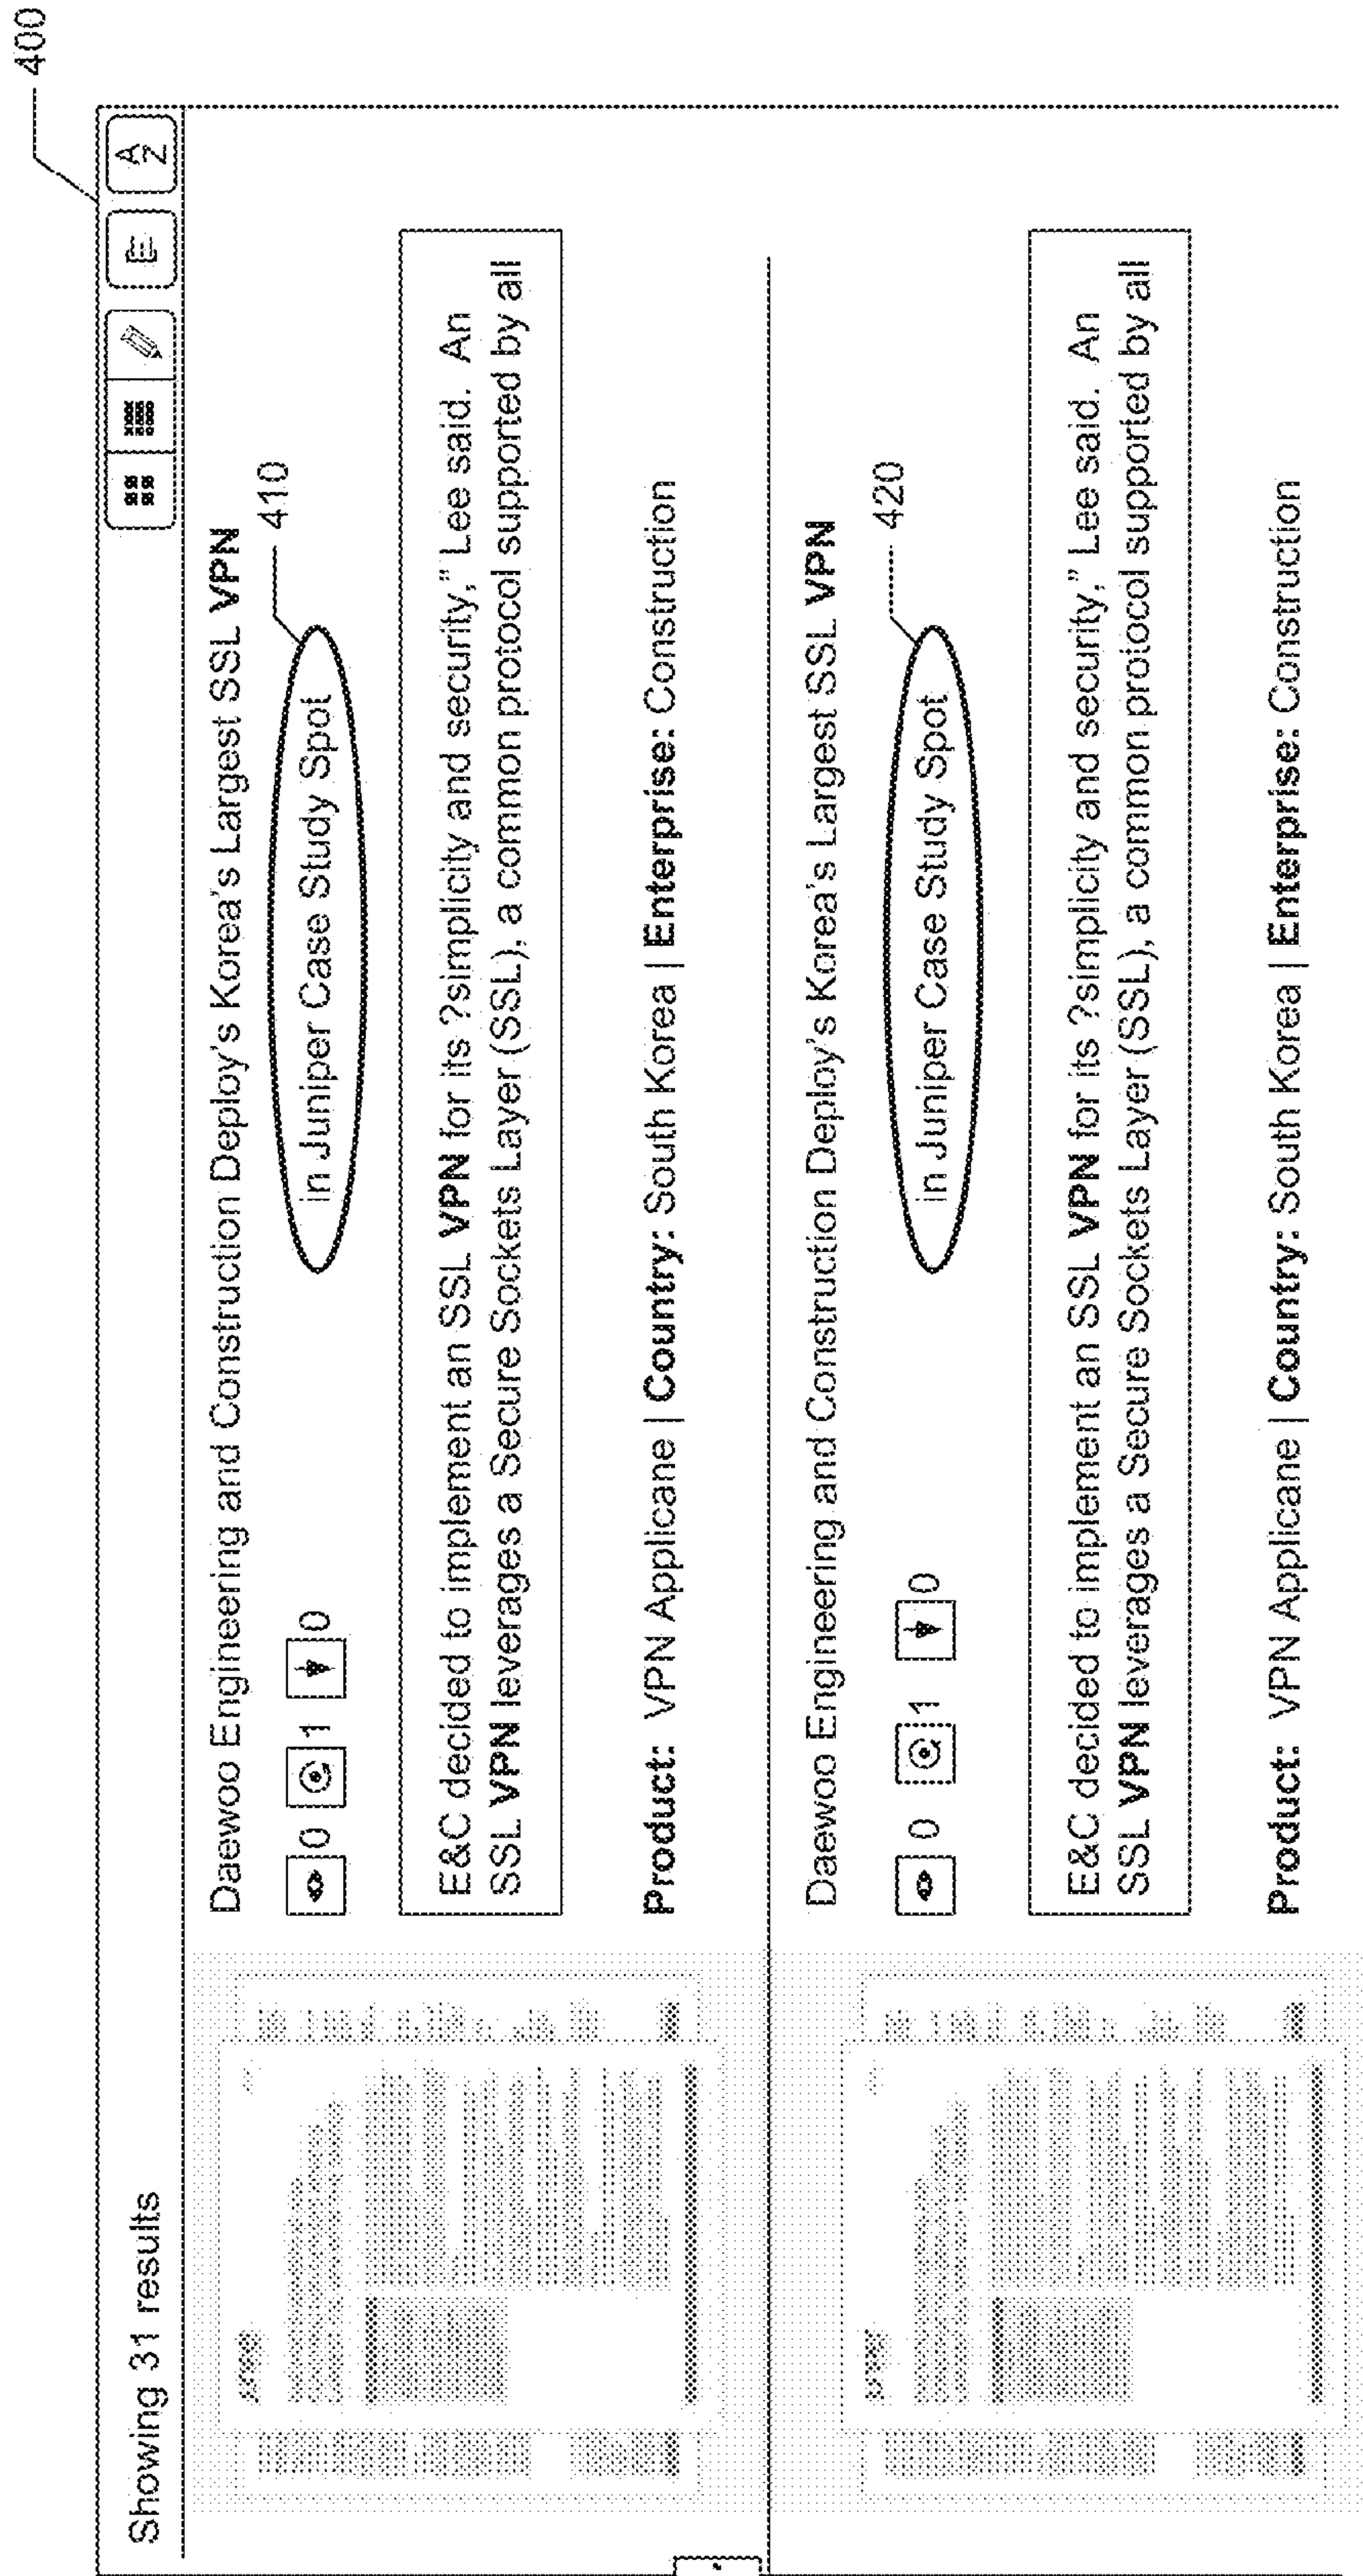 400
Showing 31 results
A
Z
Daewoo Engineering and Construction Deploy's Korea's Largest SSL VPN
0 1 0
in Juniper Case Study Spot
410
E&C decided to implement an SSL VPN for its ?simplicity and security," Lee said. An
SSL VPN leverages a Secure Sockets Layer (SSL), a common protocol supported by all
Product: VPN Applicane | Country: South Korea | Enterprise: Construction
Daewoo Engineering and Construction Deploy's Korea's Largest SSL VPN
0 1 0
in Juniper Case Study Spot
420
E&C decided to implement an SSL VPN for its ?simplicity and security," Lee said. An
SSL VPN leverages a Secure Sockets Layer (SSL), a common protocol supported by all
Product: VPN Applicane | Country: South Korea | Enterprise: Construction